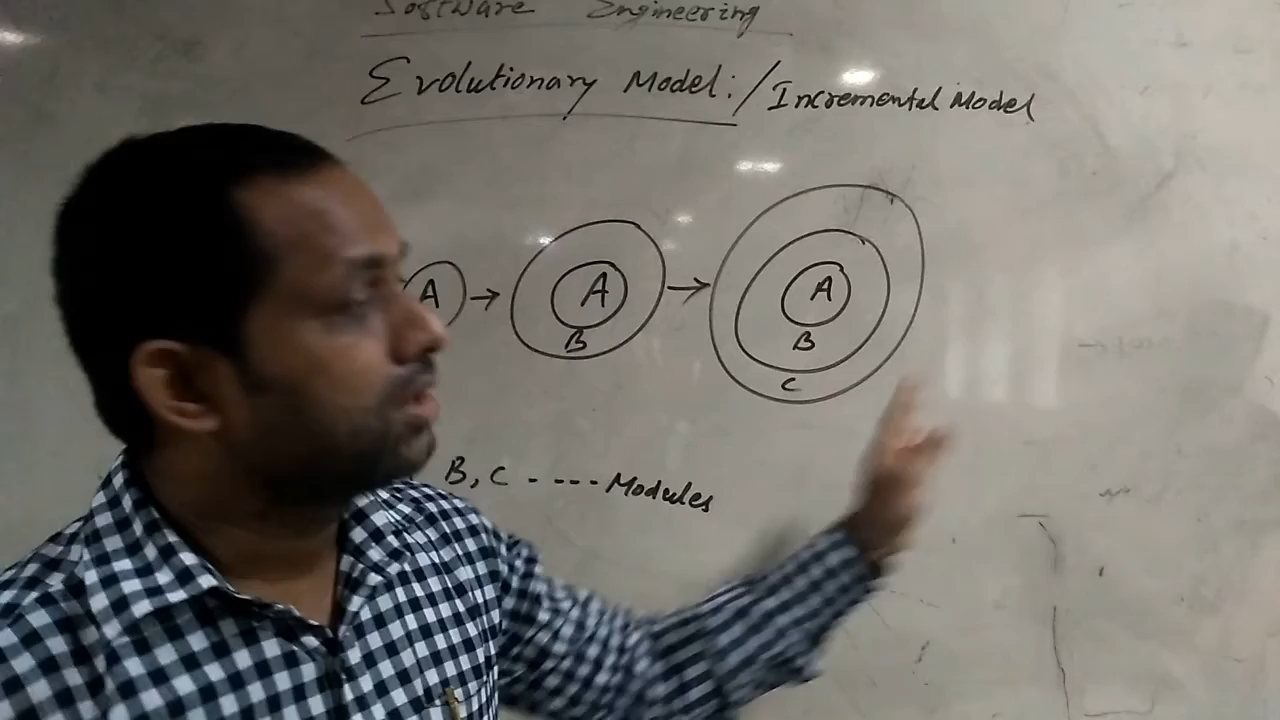 Software Engineering
Evolutionary Model: / Incremental Model
A → A → A
B B
C
B, C ---- Modules